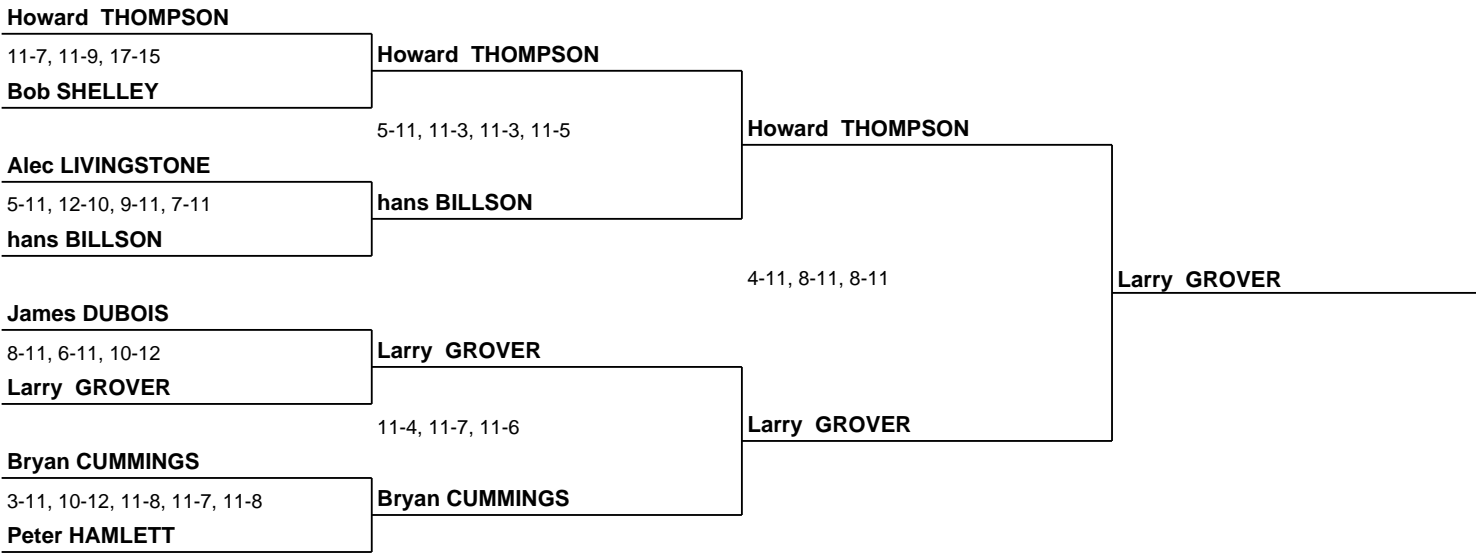 Howard  THOMPSON
11-7, 11-9, 17-15
Howard  THOMPSON
Bob SHELLEY
5-11, 11-3, 11-3, 11-5
Howard  THOMPSON
Alec LIVINGSTONE
5-11, 12-10, 9-11, 7-11
hans BILLSON
hans BILLSON
4-11, 8-11, 8-11
Larry  GROVER
James DUBOIS
8-11, 6-11, 10-12
Larry  GROVER
Larry  GROVER
11-4, 11-7, 11-6
Larry  GROVER
Bryan CUMMINGS
3-11, 10-12, 11-8, 11-7, 11-8
Bryan CUMMINGS
Peter HAMLETT